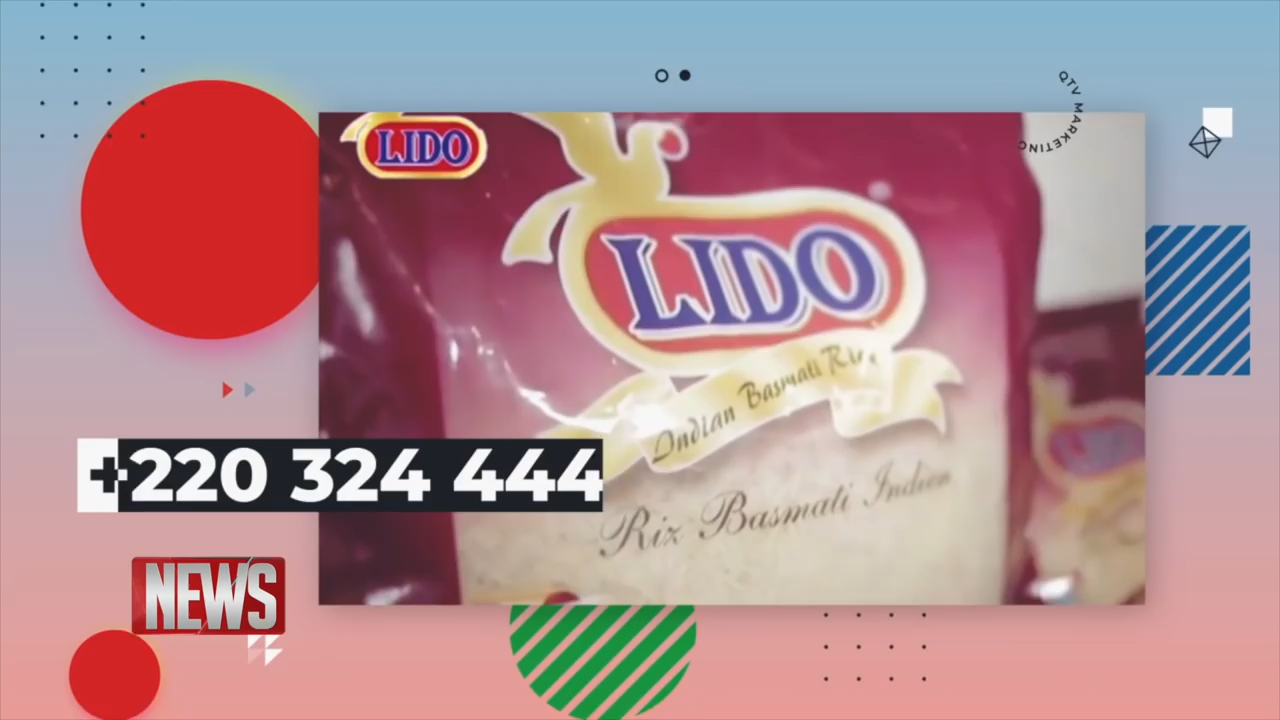 QTV MARKETING
LIDO
LIDO
Indian Basmati Rice
Riz Basmati Indien
+220 324 444
NEWS